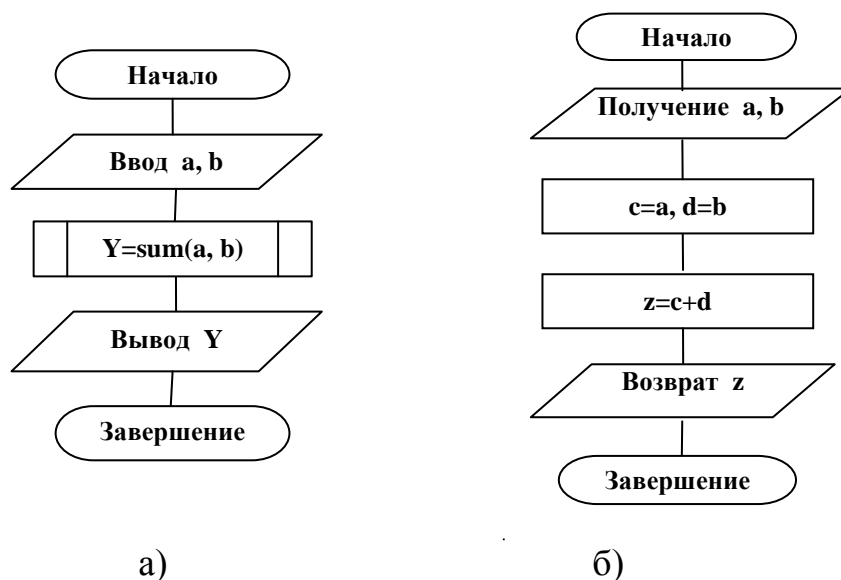 Начало
Ввод a, b
Y=sum(a, b)
Вывод Y
Завершение
а)
Начало
Получение a, b
c=a, d=b
z=c+d
Возврат z
Завершение
б)